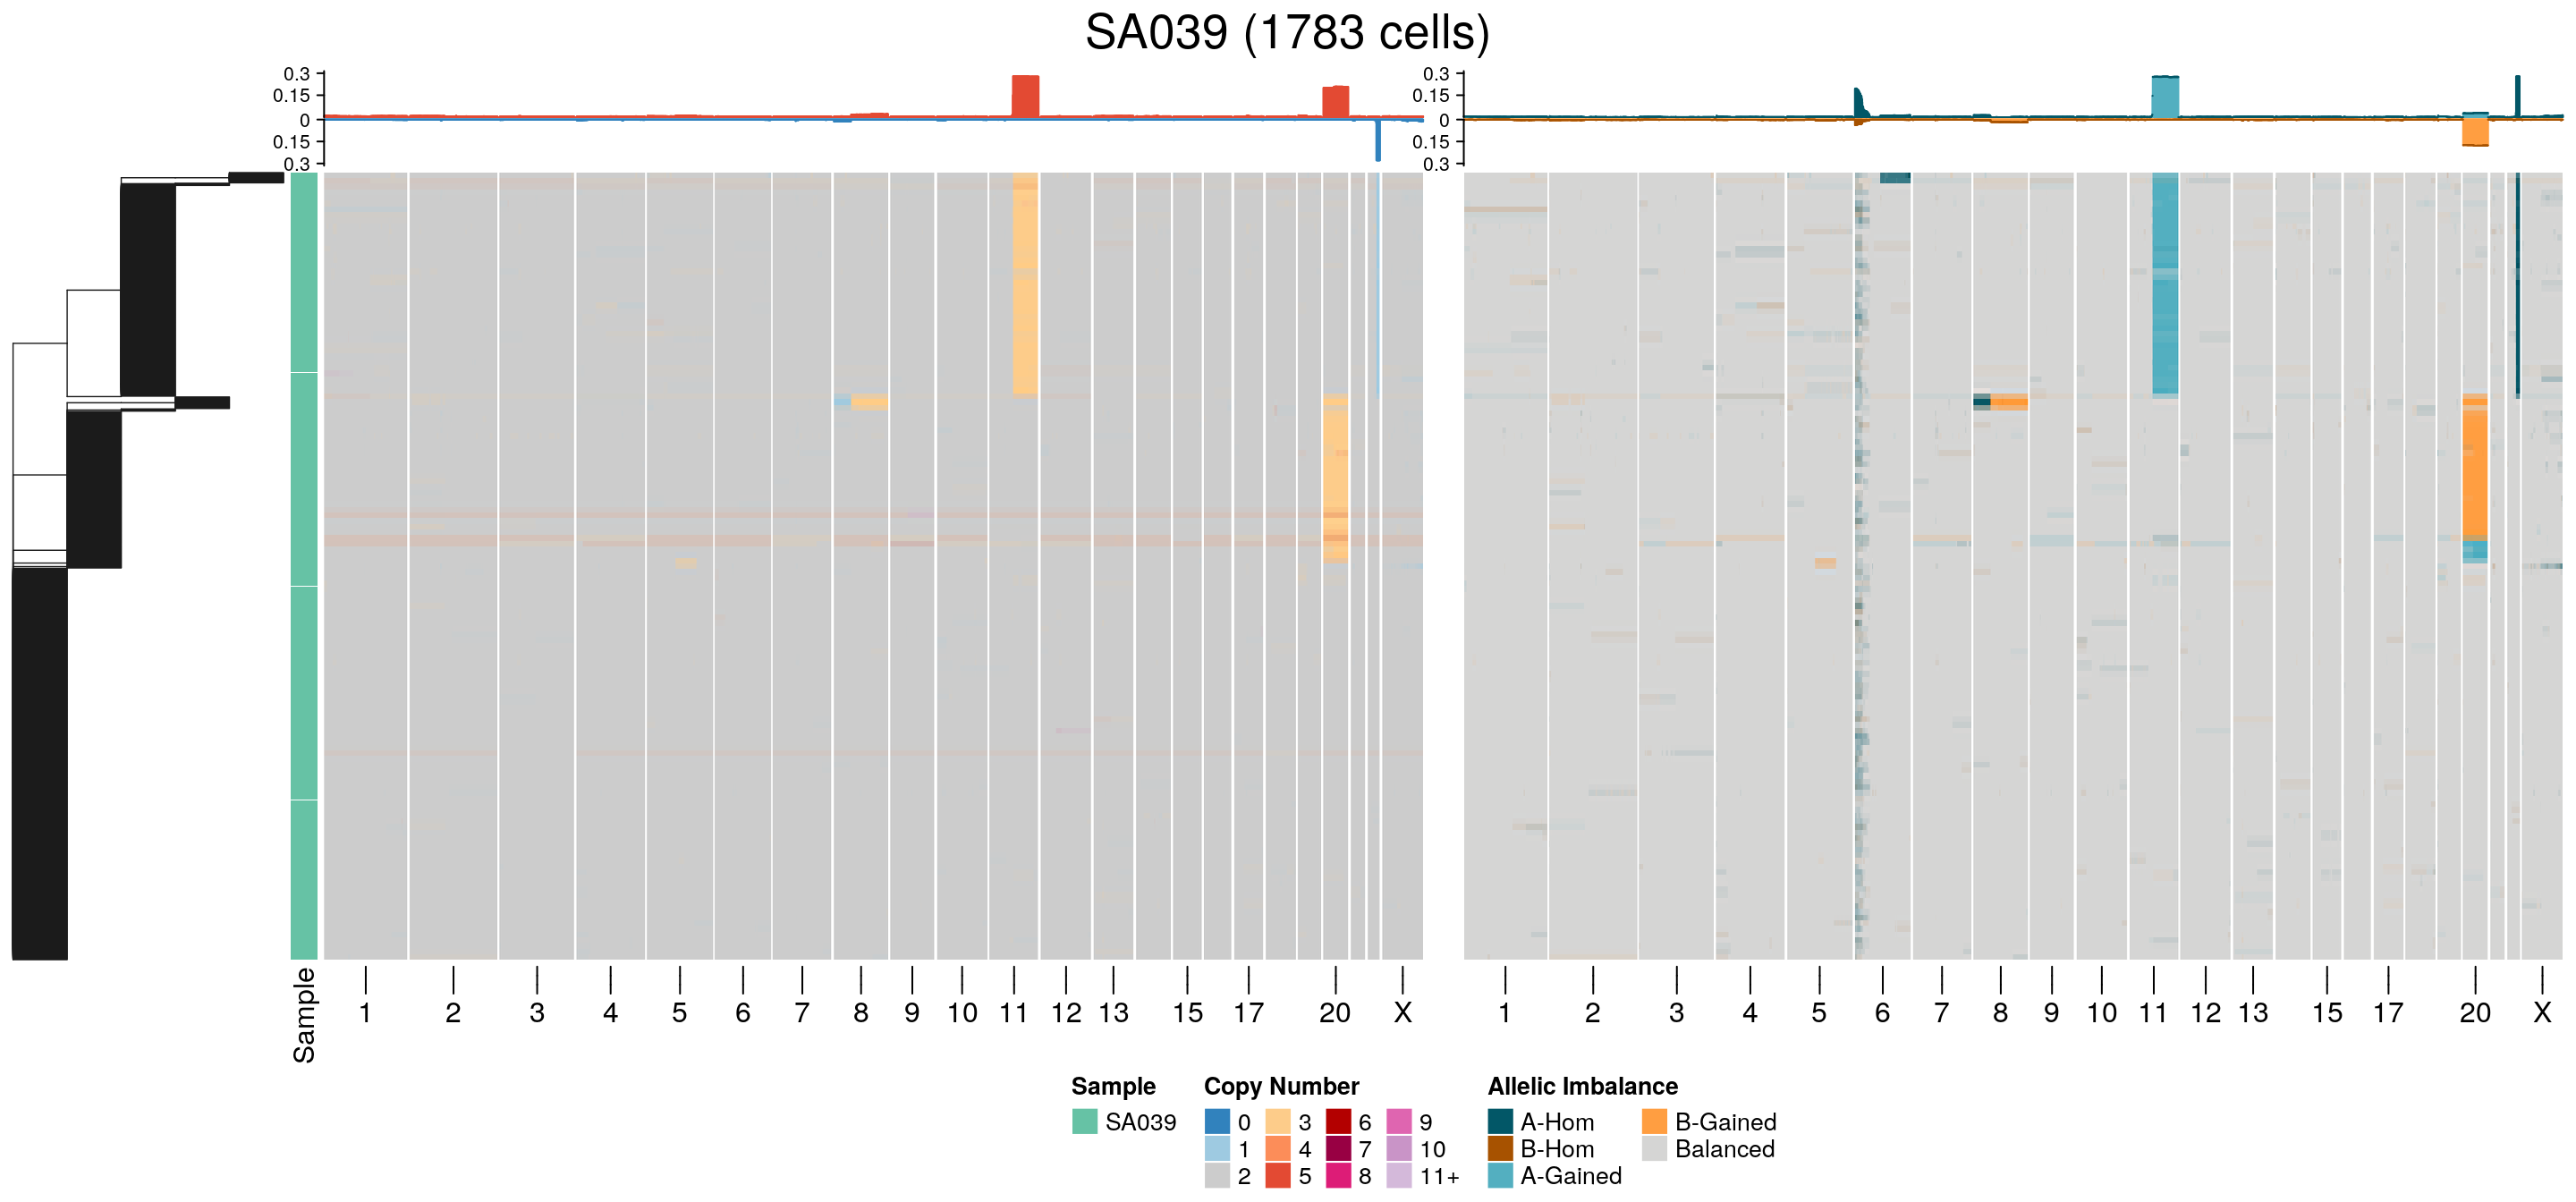 SA039 (1783 cells)
0.3
0.15
0
0.15
0.3
0.3
0.15
0
0.15
0.3
Sample
1 2 3 4 5 6 7 8 9 10 11 12 13 15 17 20 X
1 2 3 4 5 6 7 8 9 10 11 12 13 15 17 20 X
Sample
SA039
Copy Number
0 3 6 9
1 4 7 10
2 5 8 11+
Allelic Imbalance
A-Hom B-Gained
B-Hom Balanced
A-Gained